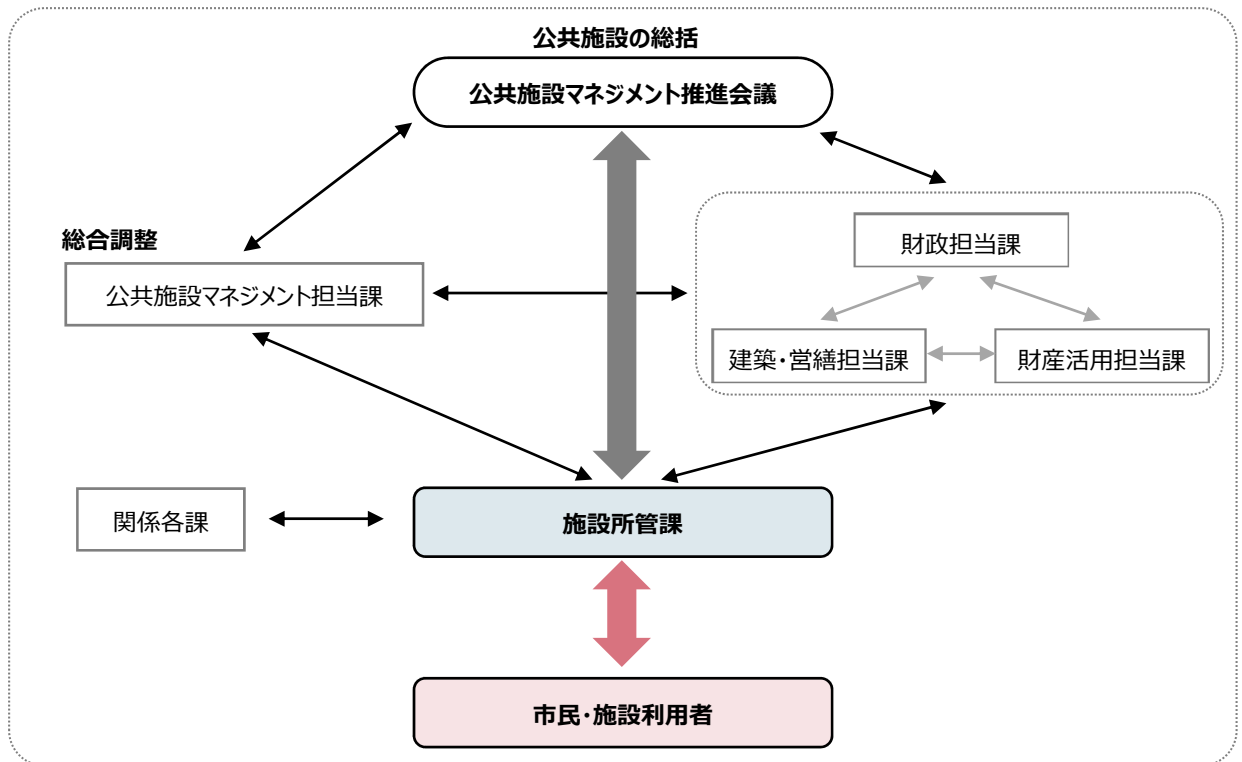 公共施設の総括
公共施設マネジメント推進会議
総合調整
公共施設マネジメント担当課
財政担当課
建築・営繕担当課
財産活用担当課
関係各課
施設所管課
市民・施設利用者